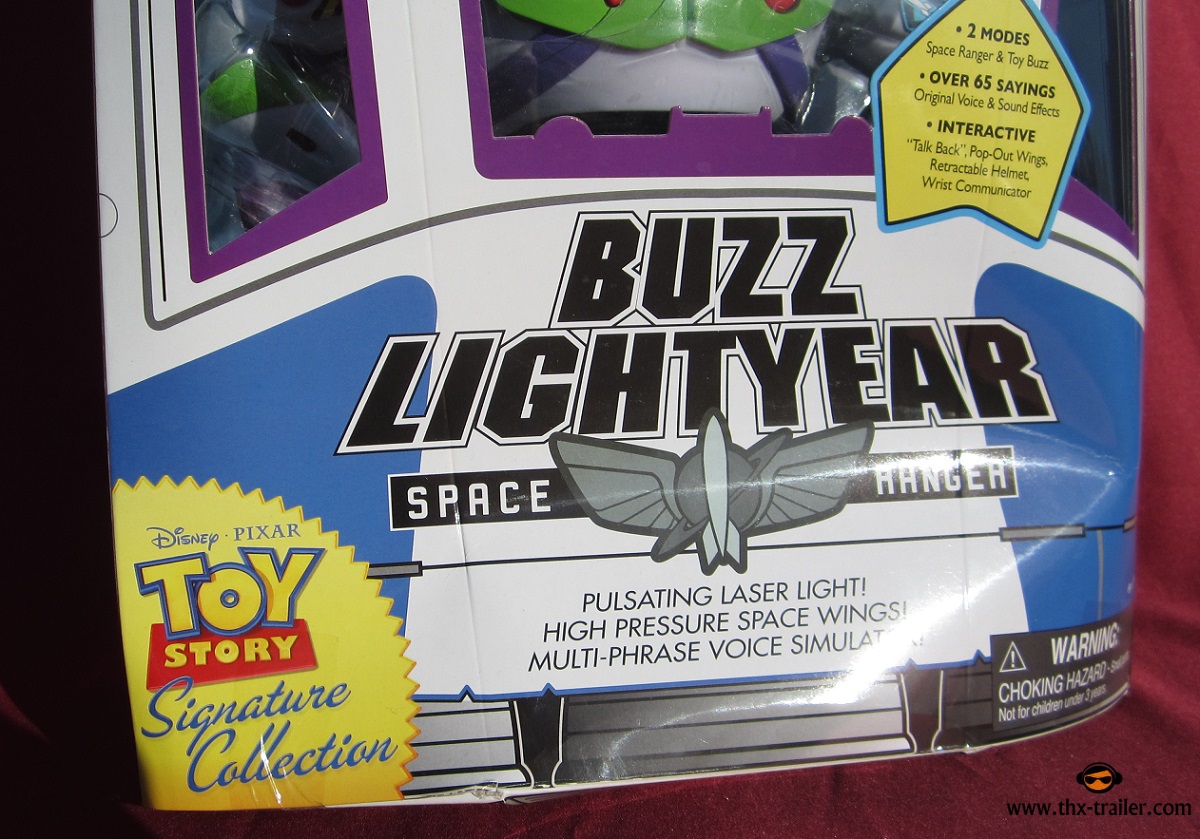 • 2 MODES
Space Ranger & Toy Buzz
• OVER 65 SAYINGS
Original Voice & Sound Effects
• INTERACTIVE
“Talk Back”, Pop-Out Wings,
Retractable Helmet,
Wrist Communicator
BUZZ
LIGHTYEAR
SPACE RANGER
PULSATING LASER LIGHT!
HIGH PRESSURE SPACE WINGS!
MULTI-PHRASE VOICE
DISNEY · PIXAR
TOY
STORY
Signature
Collection
WARNING:
CHOKING HAZARD -
Not for children under 3 years.
www.thx-trailer.com